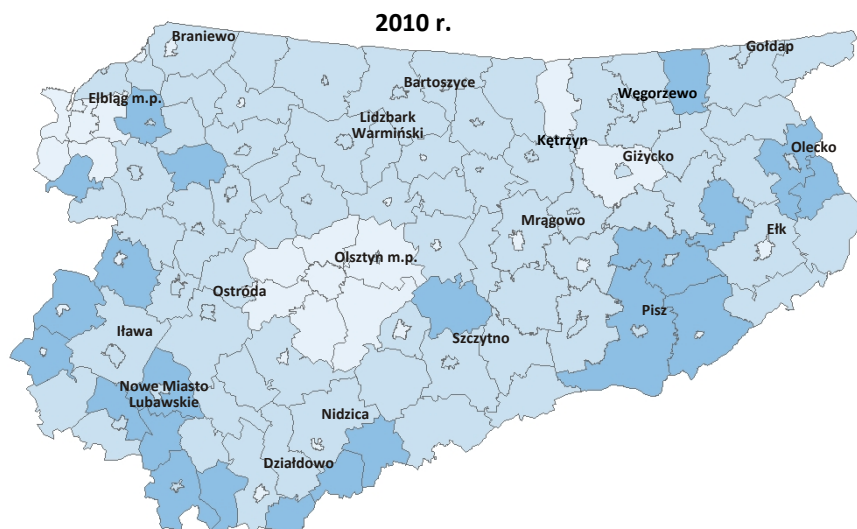 2010 r.
Braniewo
Gołdap
Bartoszyce
Węgorzewo
Elbląg m.p.
Lidzbark
Warmiński
Kętrzyn
Olecko
Giżycko
Mrągowo
Ełk
Olsztyn m.p.
Ostróda
Pisz
Iława
Szczytno
Nowe Miasto
Lubawskie
Nidzica
Działdowo